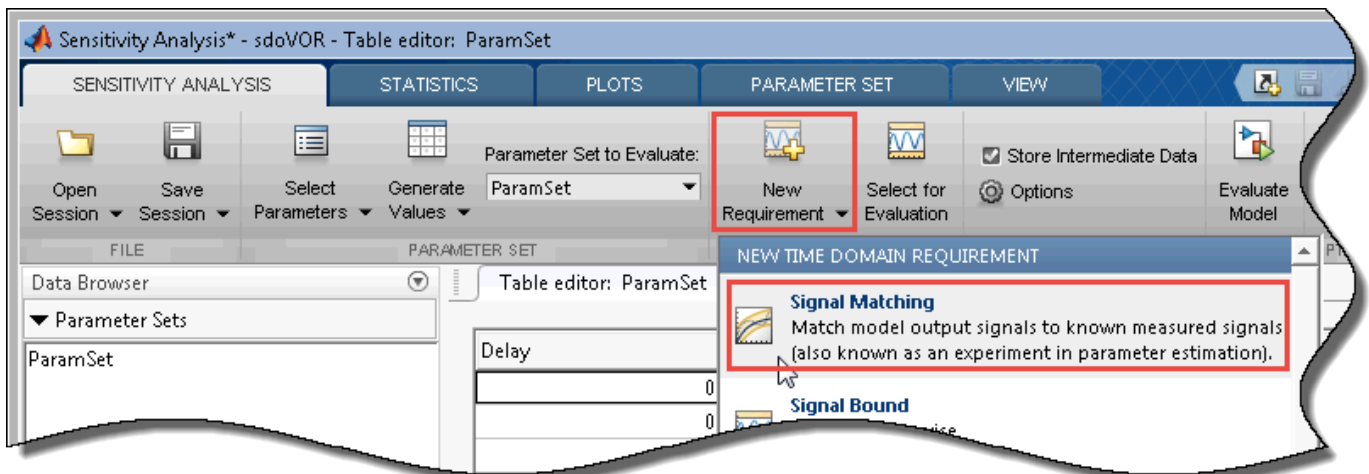 Sensitivity Analysis* - sdoVOR - Table editor: ParamSet
SENSITIVITY ANALYSIS STATISTICS PLOTS PARAMETER SET VIEW
Open Session
Save Session
Select Parameters
Generate Values
Parameter Set to Evaluate:
ParamSet
New Requirement
Select for Evaluation
Store Intermediate Data
Options
Evaluate Model
FILE PARAMETER SET
Data Browser
Parameter Sets
ParamSet
Table editor: ParamSet
Delay
0
0
NEW TIME DOMAIN REQUIREMENT
Signal Matching
Match model output signals to known measured signals
(also known as an experiment in parameter estimation).
Signal Bound